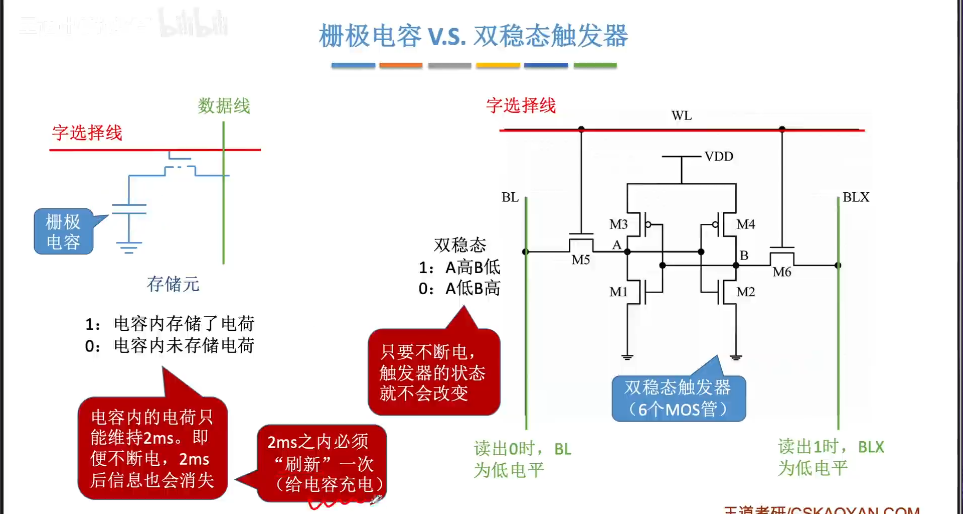 bilibili
栅极电容 V.S. 双稳态触发器
数据线
字选择线
栅极
电容
存储元
1：电容内存储了电荷
0：电容内未存储电荷
电容内的电荷只
能维持2ms。即
便不断电，2ms
后信息也会消失
2ms之内必须
“刷新”一次
（给电容充电）
字选择线
WL
VDD
BL
BLX
M3
M4
A
B
M5
M6
M1
M2
双稳态
1：A高B低
0：A低B高
只要不断电，
触发器的状态
就不会改变
双稳态触发器
（6个MOS管）
读出0时，BL
为低电平
读出1时，BLX
为低电平
王道考研/CSKAOYAN.COM